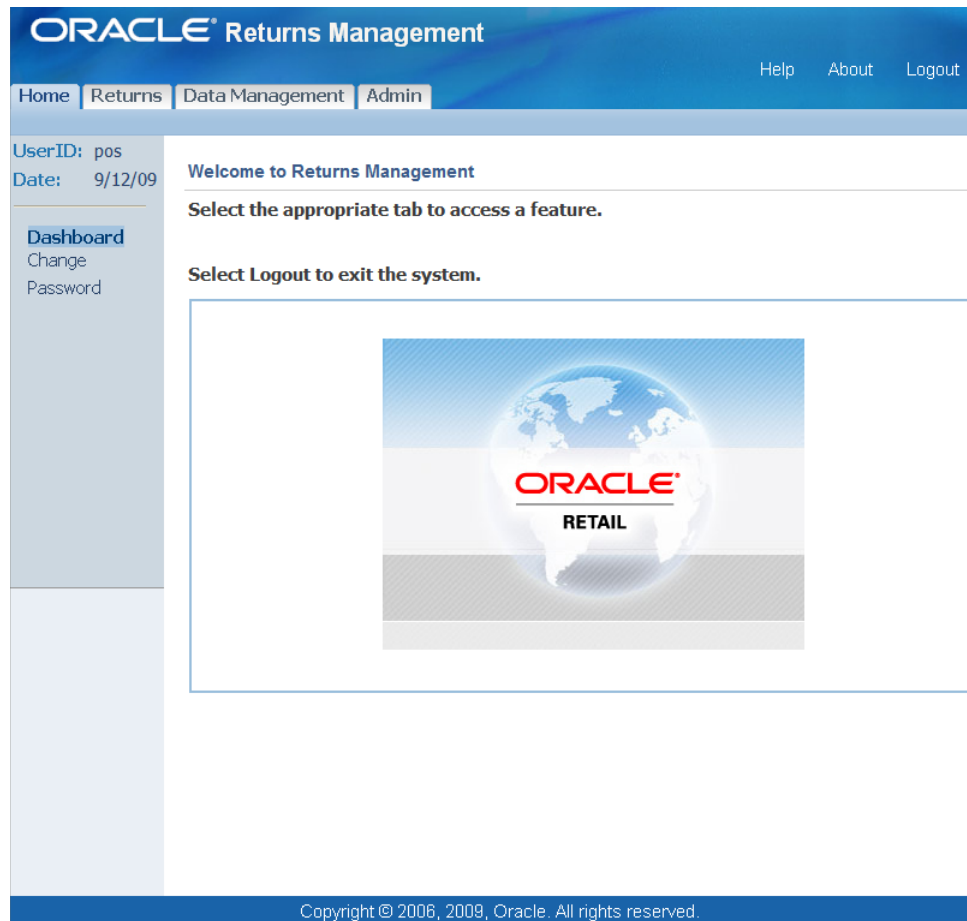 ORACLE® Returns Management
Help About Logout
Home Returns Data Management Admin
UserID: pos
Date: 9/12/09
Dashboard
Change
Password
Welcome to Returns Management
Select the appropriate tab to access a feature.
Select Logout to exit the system.
ORACLE®
RETAIL
Copyright © 2006, 2009, Oracle. All rights reserved.